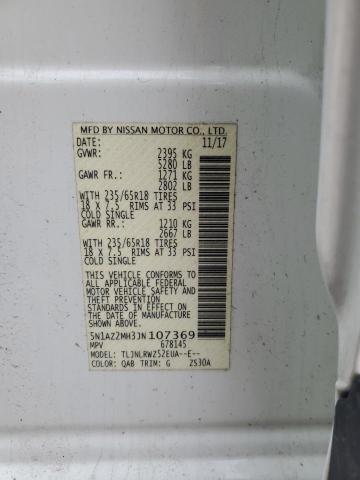 MFD BY NISSAN MOTOR CO., LTD.
DATE: 11/17
GVWR: 2395 KG
5280 LB
GAWR FR.: 1271 KG
2802 LB
WITH 235/65R18 TIRES
18 X 7.5 RIMS AT 33 PSI
COLD SINGLE
GAWR RR.: 1210 KG
2667 LB
WITH 235/65R18 TIRES
18 X 7.5 RIMS AT 33 PSI
COLD SINGLE
THIS VEHICLE CONFORMS TO
ALL APPLICABLE FEDERAL
MOTOR VEHICLE SAFETY AND
THEFT PREVENTION
STANDARDS IN EFFECT ON
THE DATE OF MANUFACTURE
SHOWN ABOVE.
5N1AZ2MH3JN107369
MPV 678145
MODEL: TLJNLRWZ52EUA--E--
COLOR: QAB TRIM: G ZS30A